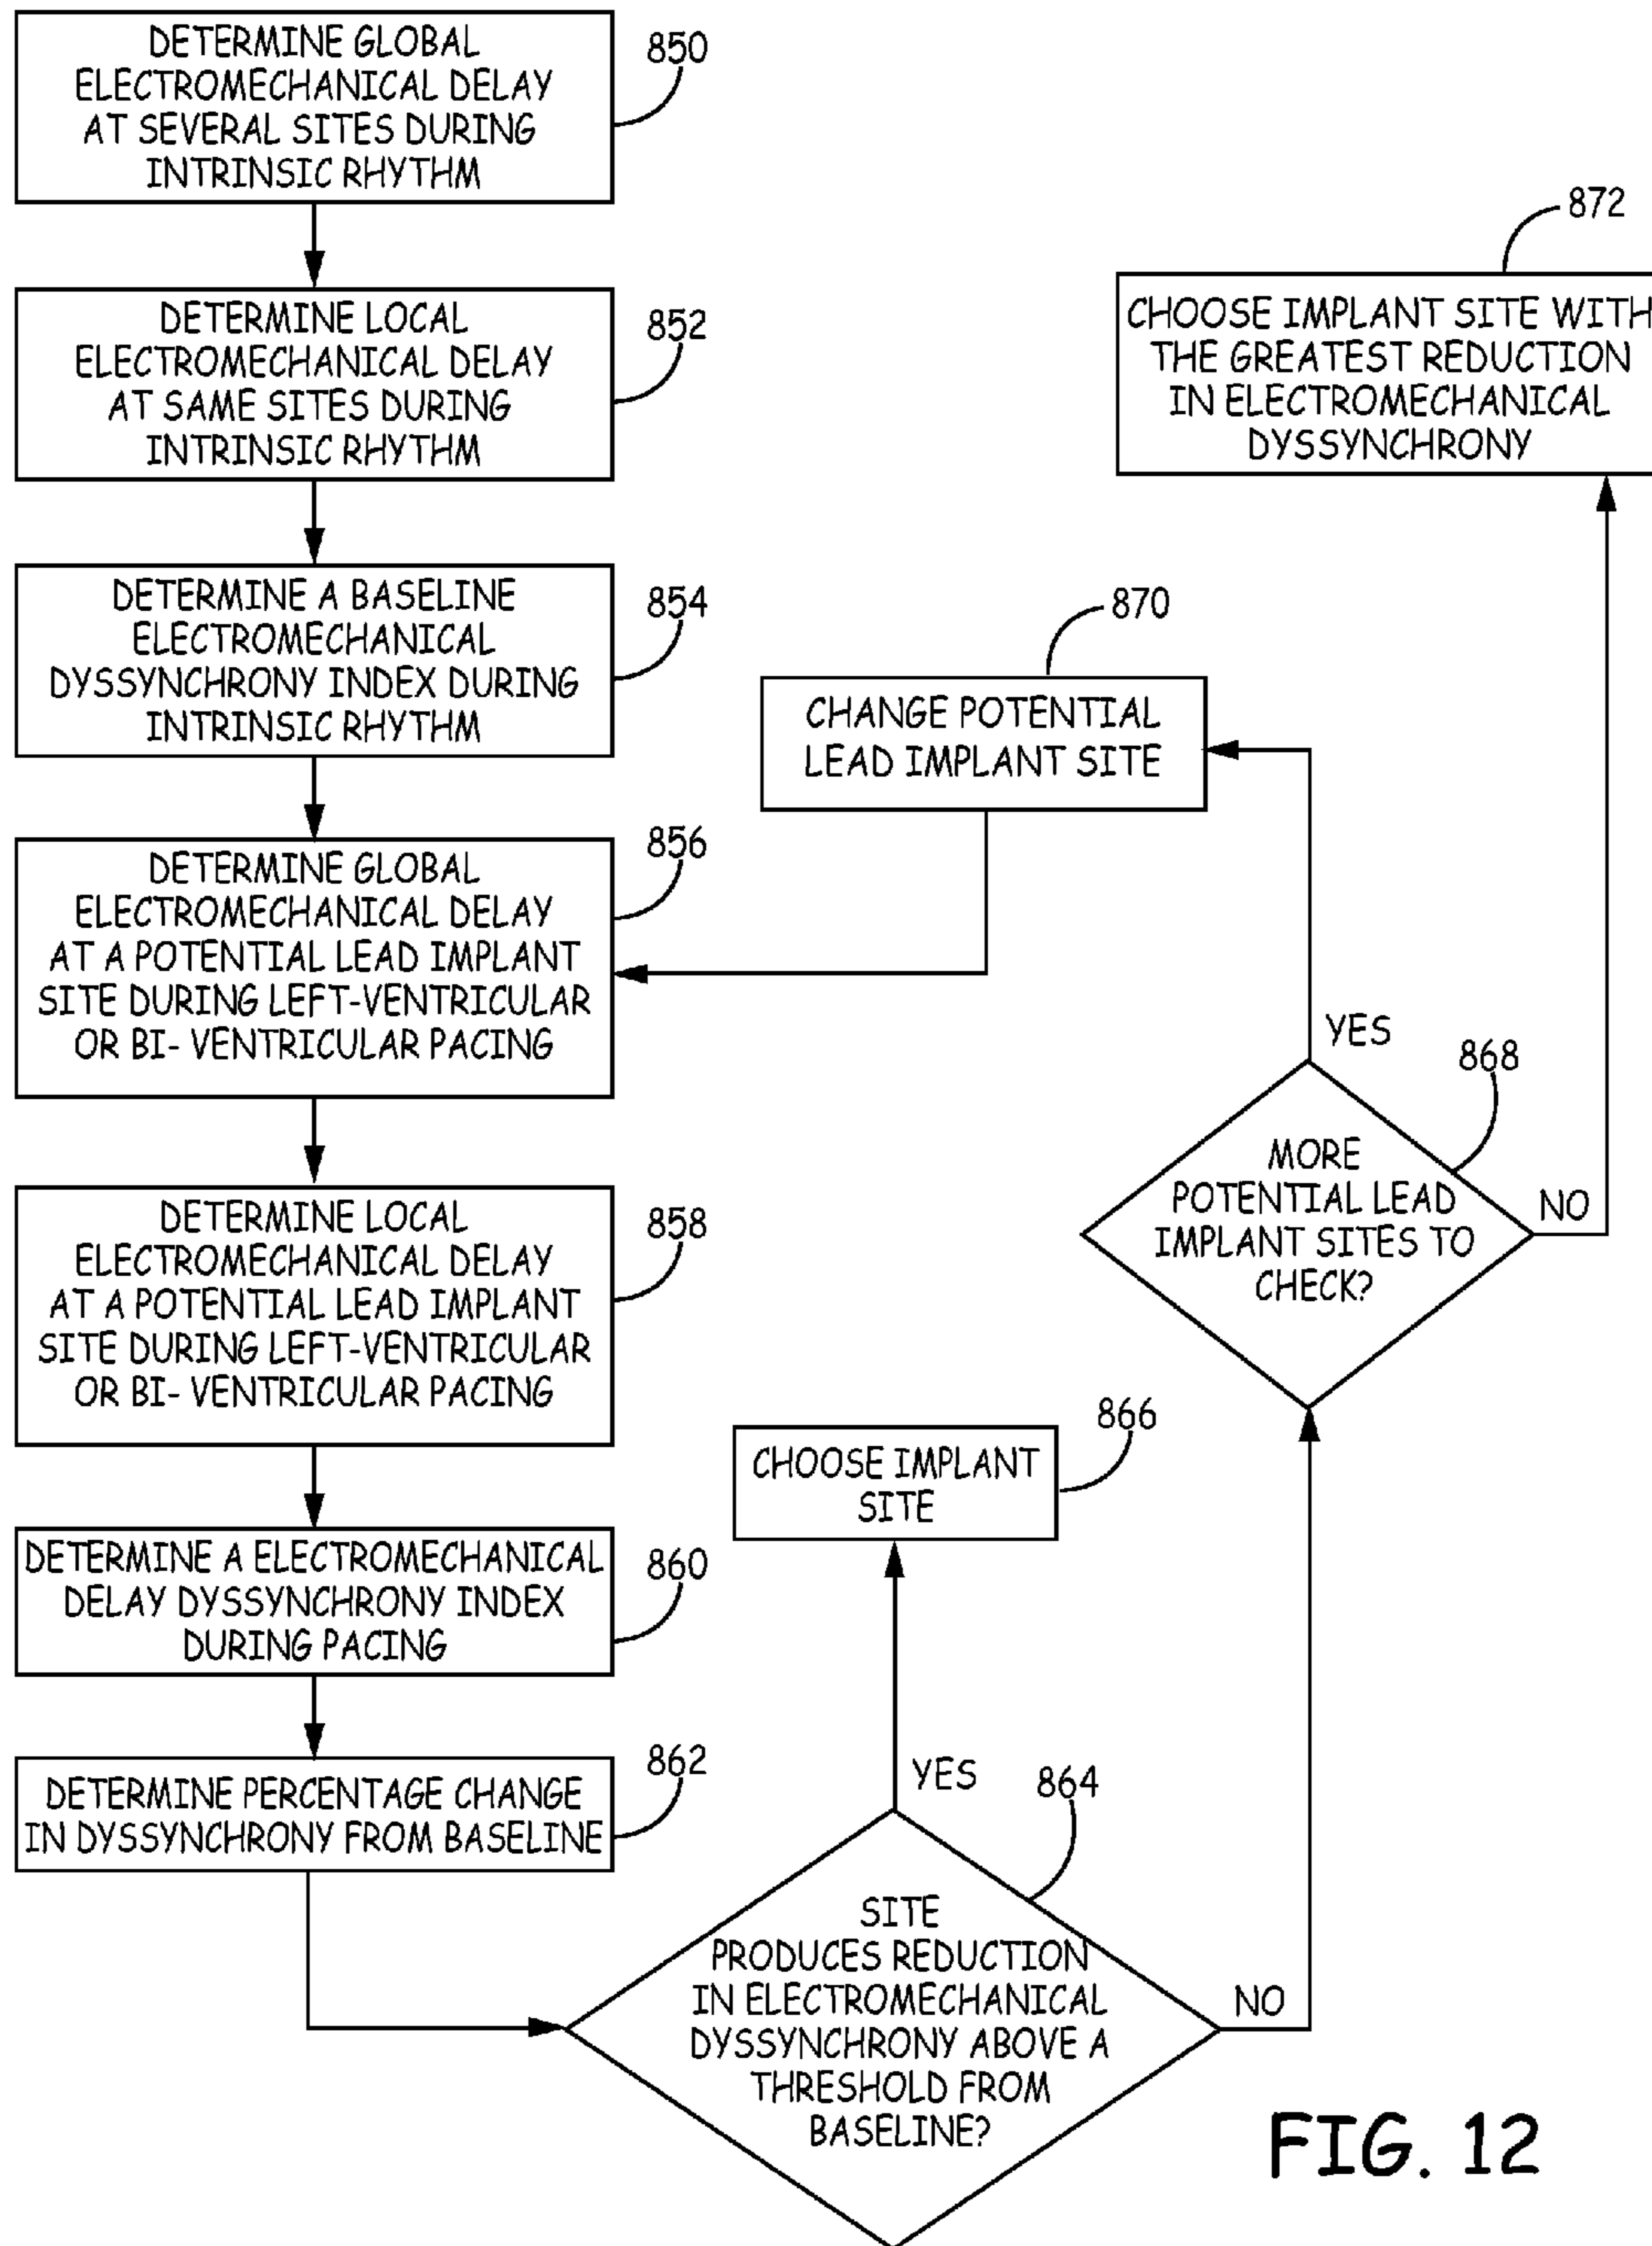 DETERMINE GLOBAL
ELECTROMECHANICAL DELAY
AT SEVERAL SITES DURING
INTRINSIC RHYTHM
850
DETERMINE LOCAL
ELECTROMECHANICAL DELAY
AT SAME SITES DURING
INTRINSIC RHYTHM
852
DETERMINE A BASELINE
ELECTROMECHANICAL
DYSSYNCHRONY INDEX DURING
INTRINSIC RHYTHM
854
DETERMINE GLOBAL
ELECTROMECHANICAL DELAY
AT A POTENTIAL LEAD IMPLANT
SITE DURING LEFT-VENTRICULAR
OR BI- VENTRICULAR PACING
856
DETERMINE LOCAL
ELECTROMECHANICAL DELAY
AT A POTENTIAL LEAD IMPLANT
SITE DURING LEFT-VENTRICULAR
OR BI- VENTRICULAR PACING
858
DETERMINE A ELECTROMECHANICAL
DELAY DYSSYNCHRONY INDEX
DURING PACING
860
DETERMINE PERCENTAGE CHANGE
IN DYSSYNCHRONY FROM BASELINE
862
SITE
PRODUCES REDUCTION
IN ELECTROMECHANICAL
DYSSYNCHRONY ABOVE A
THRESHOLD FROM
BASELINE?
864
YES
NO
CHOOSE IMPLANT
SITE
866
MORE
POTENTIAL LEAD
IMPLANT SITES TO
CHECK?
868
YES
NO
CHANGE POTENTIAL
LEAD IMPLANT SITE
870
CHOOSE IMPLANT SITE WITH
THE GREATEST REDUCTION
IN ELECTROMECHANICAL
DYSSYNCHRONY
872
FIG. 12